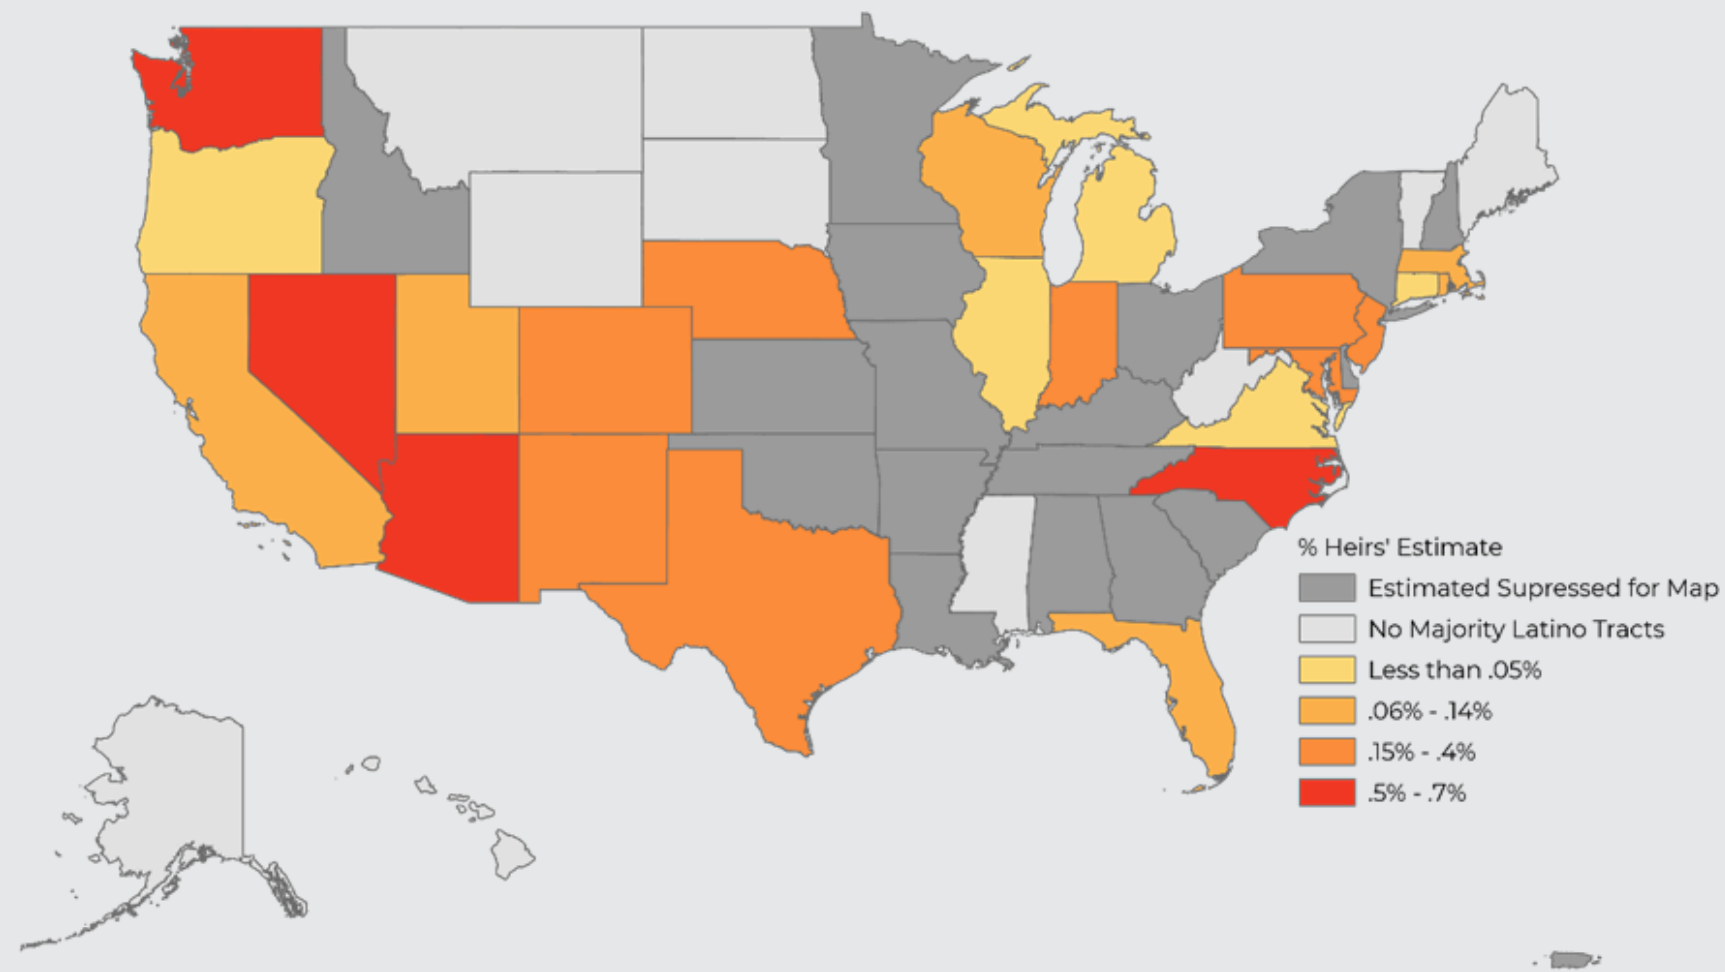 % Heirs' Estimate
Estimated Supressed for Map
No Majority Latino Tracts
Less than .05%
.06% - .14%
.15% - .4%
.5% - .7%